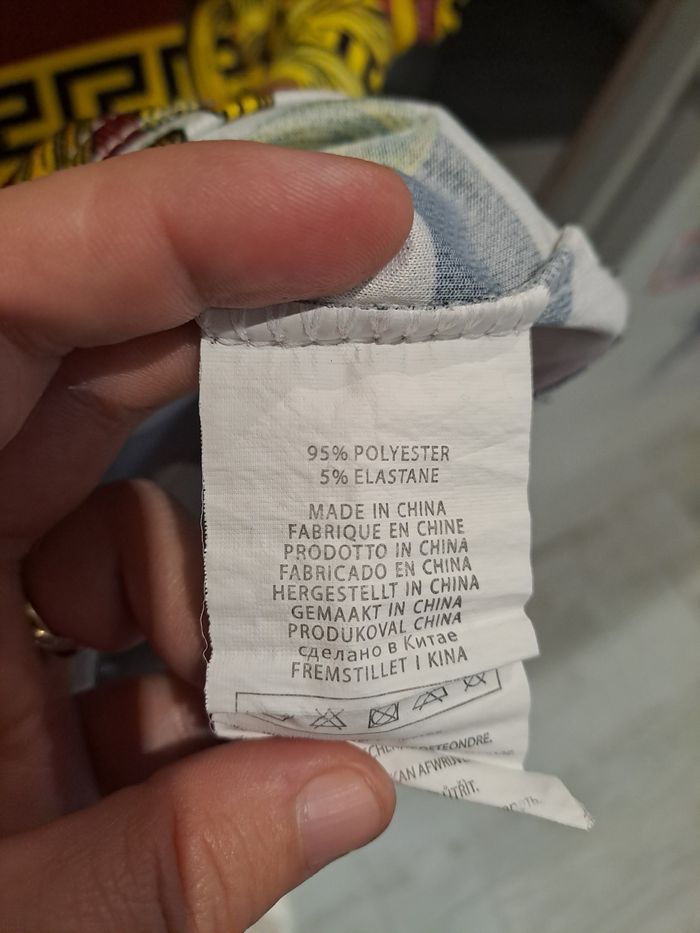 95% POLYESTER
5% ELASTANE
MADE IN CHINA
FABRIQUE EN CHINE
PRODOTTO IN CHINA
FABRICADO EN CHINA
HERGESTELLT IN CHINA
GEMAAKT IN CHINA
PRODUKOVAL CHINA
сделано в Китае
FREMSTILLET I KINA